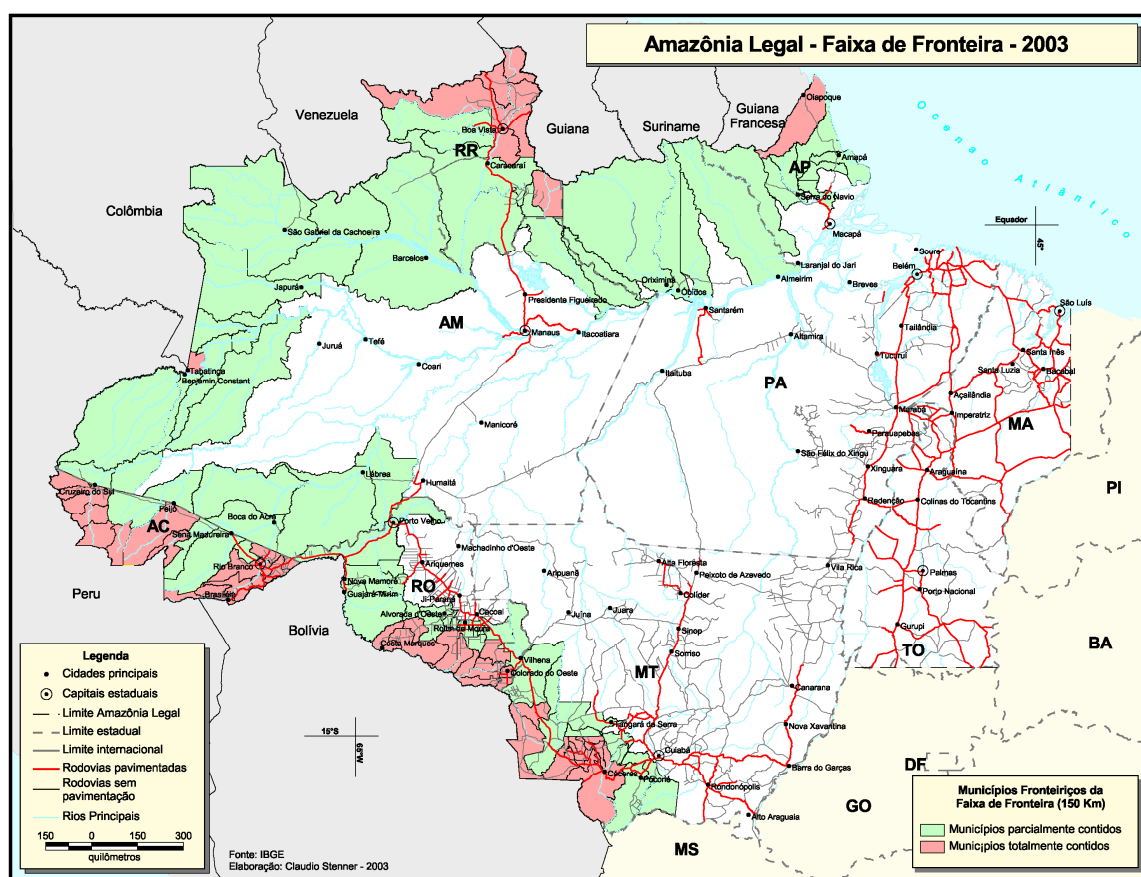 Amazônia Legal - Faixa de Fronteira - 2003
Venezuela
Guiana
Suriname
Guiana
Francesa
Colômbia
Peru
Bolívia
Oceano Atlântico
Equador
45°
15°S
66°W
RR
AP
AM
PA
MA
AC
RO
MT
TO
PI
BA
DF
GO
MS
Oiapoque
Boa Vista
Caracaraí
Amapá
Serra do Navio
Macapá
São Gabriel da Cachoeira
Barcelos
Laranjal do Jari
Soure
Belém
Japurá
Oriximiná
Óbidos
Almeirim
Breves
Presidente Figueiredo
Santarém
São Luís
Manaus
Itacoatiara
Tailândia
Juruá
Tefé
Altamira
Tucuruí
Santa Inês
Coari
Santa Luzia
Bacabal
Tabatinga
Benjamin Constant
Itaituba
Açailândia
Marabá
Imperatriz
Manicoré
Parauapebas
São Félix do Xingu
Xinguara
Araguaína
Lábrea
Humaitá
Cruzeiro do Sul
Feijó
Redenção
Colinas do Tocantins
Boca do Acre
Porto Velho
Sena Madureira
Machadinho d'Oeste
Rio Branco
Ariquemes
Aripuanã
Alta Floresta
Peixoto de Azevedo
Vila Rica
Palmas
Brasiléia
Nova Mamoré
Guajará-Mirim
Ji-Paraná
Colíder
Porto Nacional
Alvorada d'Oeste
Cacoal
Juína
Juara
Rolim de Moura
Sinop
Gurupi
Costa Marques
Sorriso
Vilhena
Colorado do Oeste
Canarana
Tangará da Serra
Nova Xavantina
Cuiabá
Cáceres
Poconé
Barra do Garças
Rondonópolis
Alto Araguaia
Legenda
Cidades principais
Capitais estaduais
Limite Amazônia Legal
Limite estadual
Limite internacional
Rodovias pavimentadas
Rodovias sem
pavimentação
Rios Principais
150 0 150 300
quilômetros
Fonte: IBGE
Elaboração: Claudio Stenner - 2003
Municípios Fronteiriços da
Faixa de Fronteira (150 Km)
Municípios parcialmente contidos
Municípios totalmente contidos